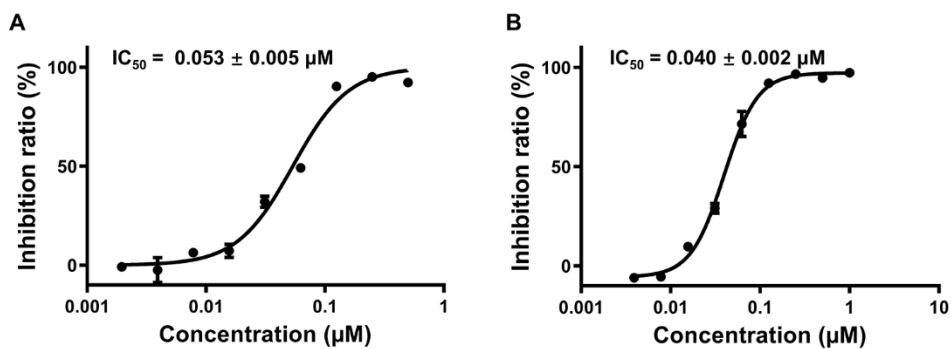 A
IC50 = 0.053 ± 0.005 µM
Inhibition ratio (%)
100
50
0
0.001
0.01
0.1
1
Concentration (µM)
B
IC50 = 0.040 ± 0.002 µM
Inhibition ratio (%)
100
50
0
0.001
0.01
0.1
1
10
Concentration (µM)